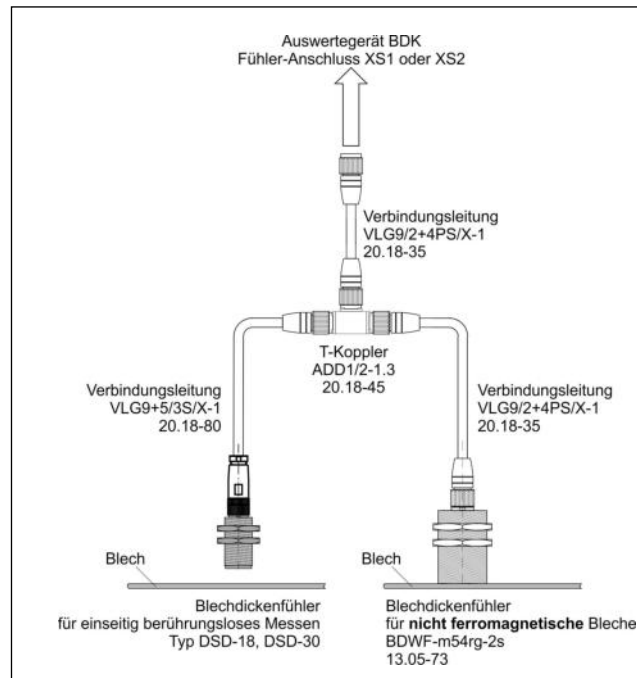 Auswertegerät BDK
Fühler-Anschluss XS1 oder XS2
Verbindungsleitung
VLG9/2+4PS/X-1
20.18-35
T-Koppler
ADD1/2-1.3
20.18-45
Verbindungsleitung
VLG9+5/3S/X-1
20.18-80
Verbindungsleitung
VLG9/2+4PS/X-1
20.18-35
Blech
Blechdickenfühler
für einseitig berührungsloses Messen
Typ DSD-18, DSD-30
Blech
Blechdickenfühler
für nicht ferromagnetische Bleche
BDWF-m54rg-2s
13.05-73